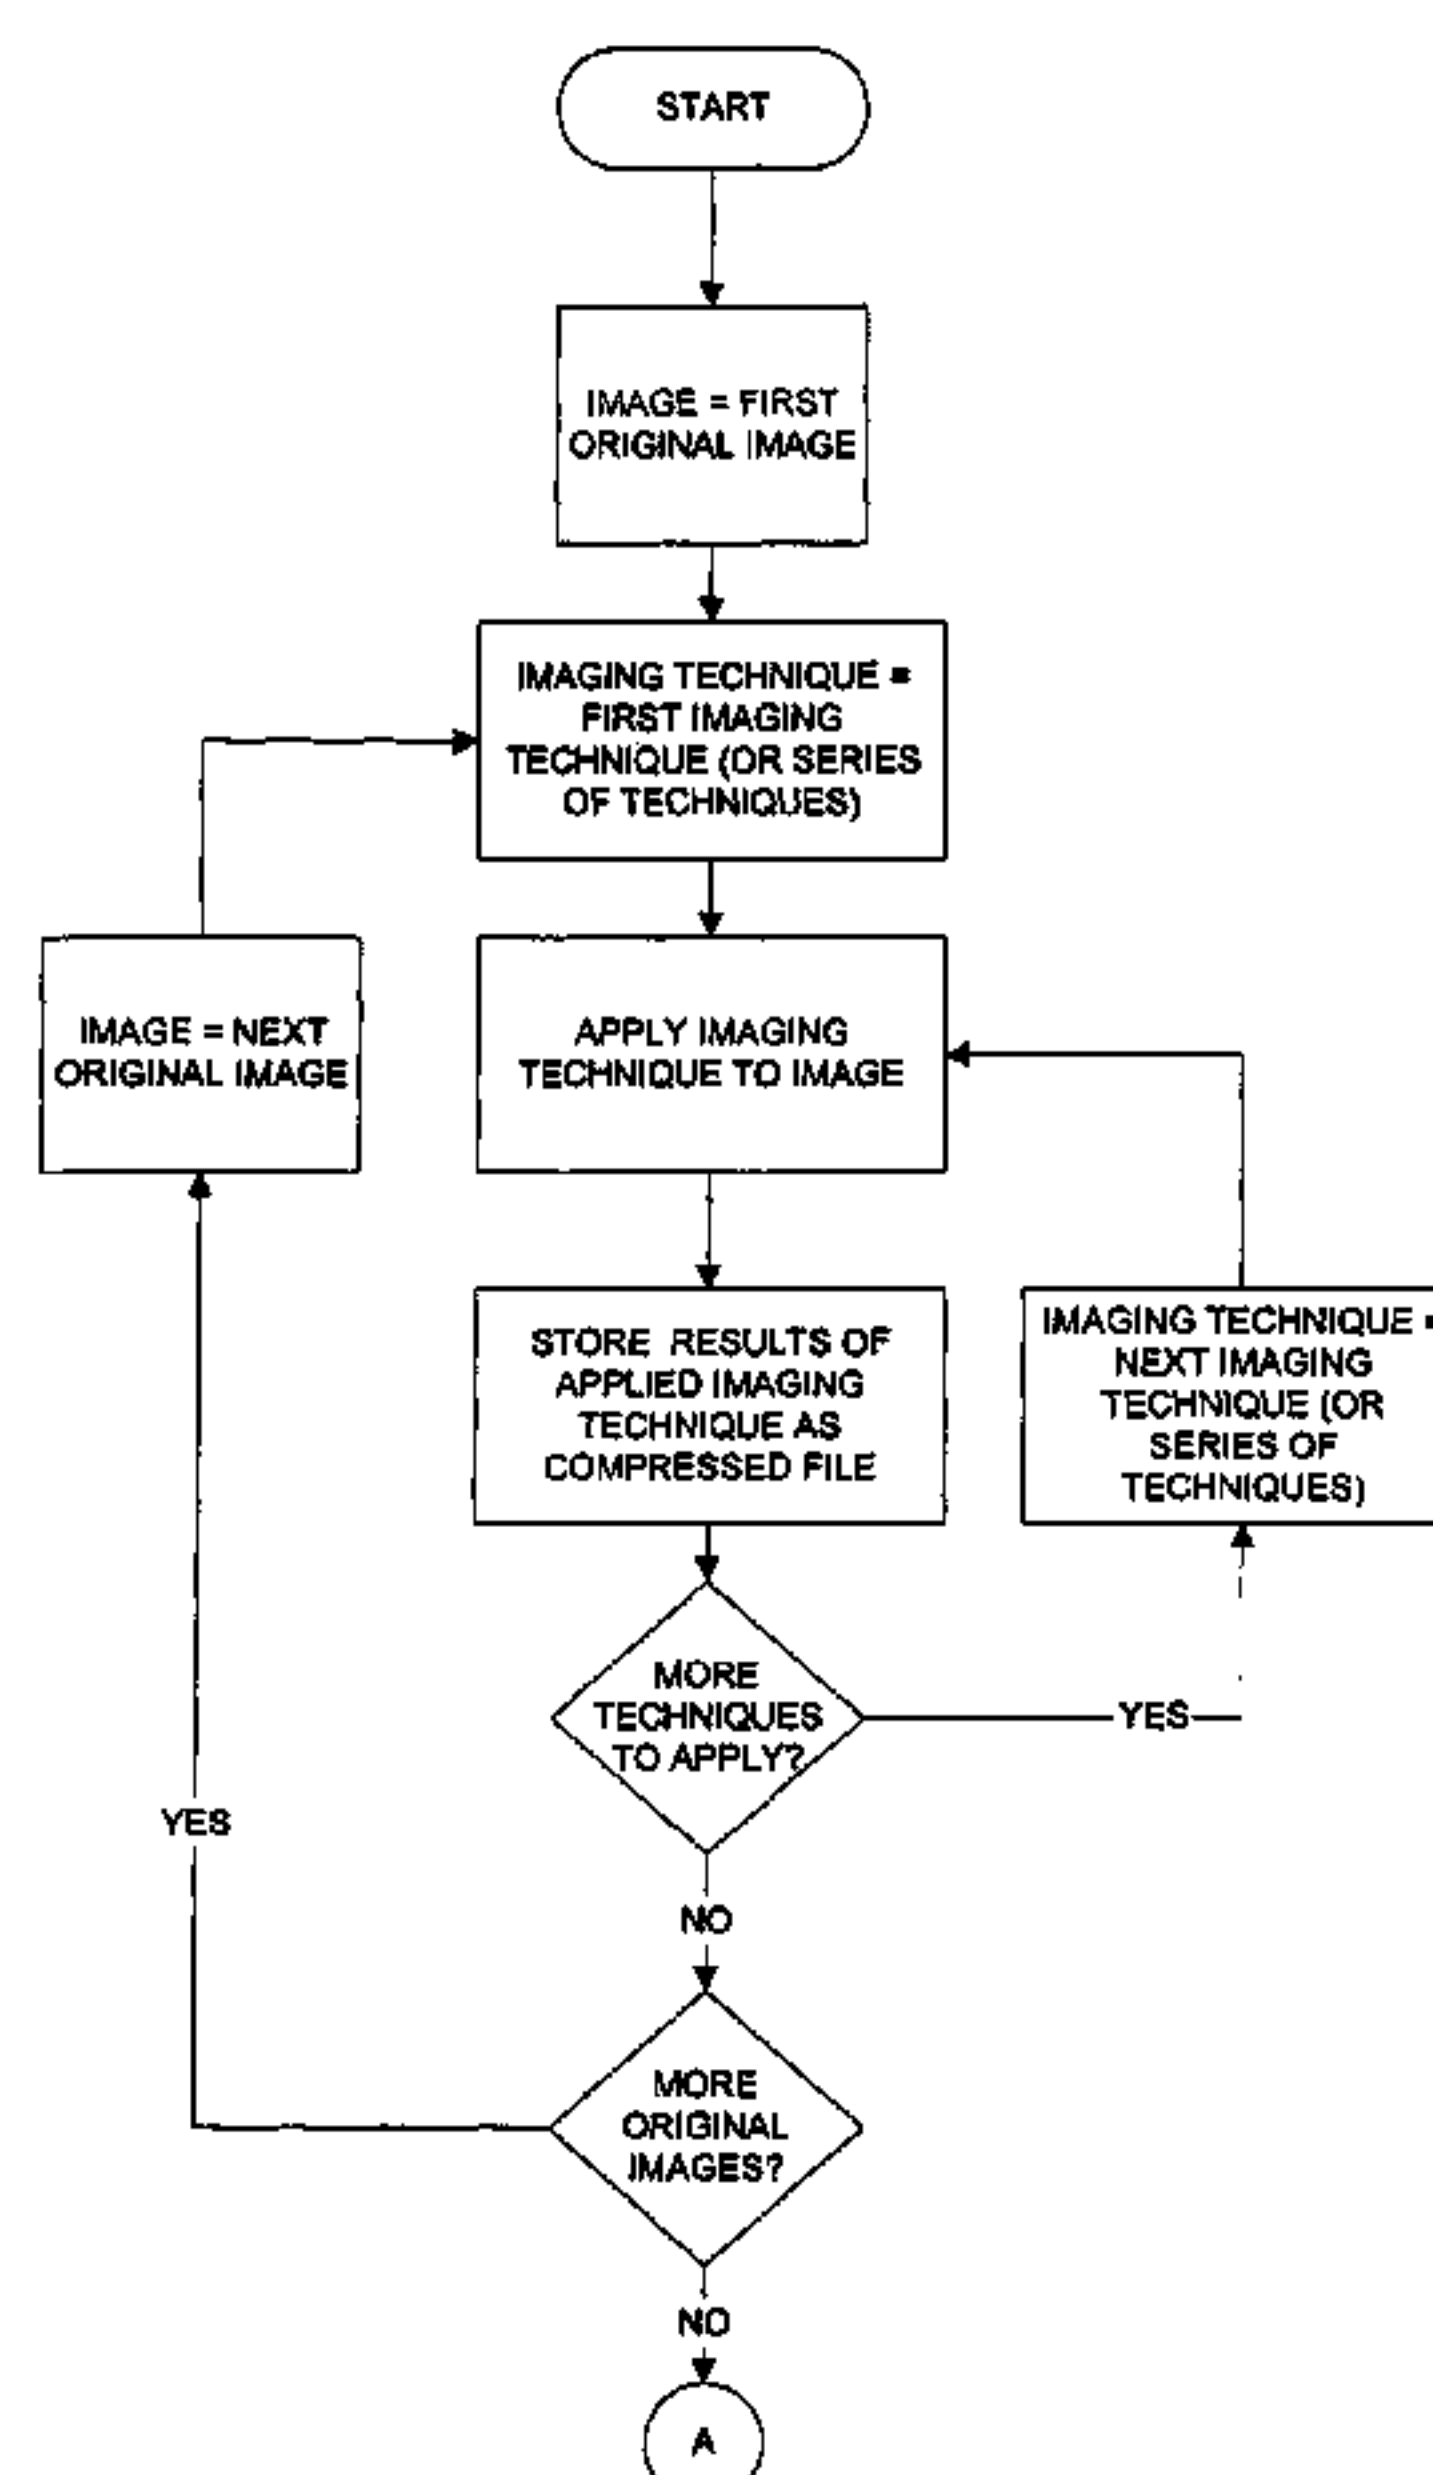 START
IMAGE = FIRST
ORIGINAL IMAGE
IMAGING TECHNIQUE =
FIRST IMAGING
TECHNIQUE (OR SERIES
OF TECHNIQUES)
IMAGE = NEXT
ORIGINAL IMAGE
APPLY IMAGING
TECHNIQUE TO IMAGE
STORE RESULTS OF
APPLIED IMAGING
TECHNIQUE AS
COMPRESSED FILE
IMAGING TECHNIQUE =
NEXT IMAGING
TECHNIQUE (OR
SERIES OF
TECHNIQUES)
MORE
TECHNIQUES
TO APPLY?
YES
YES
NO
MORE
ORIGINAL
IMAGES?
NO
A